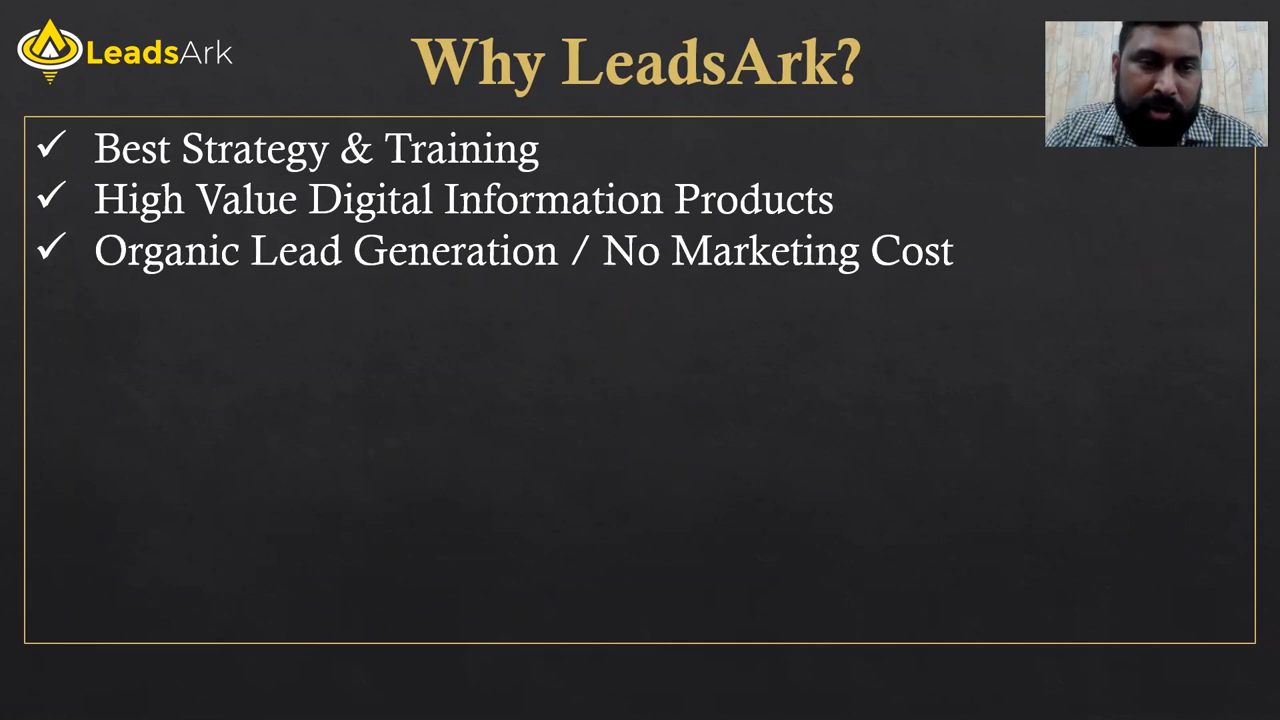 LeadsArk
Why LeadsArk?
✓ Best Strategy & Training
✓ High Value Digital Information Products
✓ Organic Lead Generation / No Marketing Cost